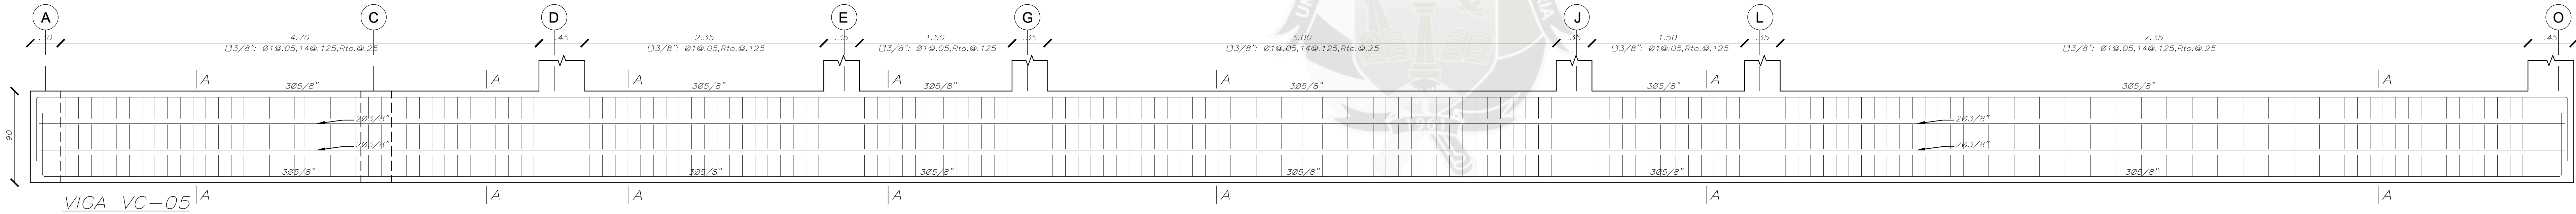 A C D E G J L O
.30 4.70 .45 2.35 .35 1.50 .35 5.00 .35 1.50 .35 7.35 .45
3/8": Ø1@.05,14@.125,Rto.@.25 3/8": Ø1@.05,Rto.@.125 3/8": Ø1@.05,Rto.@.125 3/8": Ø1@.05,14@.125,Rto.@.25 3/8": Ø1@.05,Rto.@.125 3/8": Ø1@.05,14@.125,Rto.@.25
A A A A A A A
3Ø5/8" 3Ø5/8" 3Ø5/8" 3Ø5/8" 3Ø5/8" 3Ø5/8"
2Ø3/8" 2Ø3/8"
.90
1961
2Ø3/8" 2Ø3/8"
3Ø5/8" 3Ø5/8" 3Ø5/8" 3Ø5/8" 3Ø5/8" 3Ø5/8"
A A A A A A A
VIGA VC-05